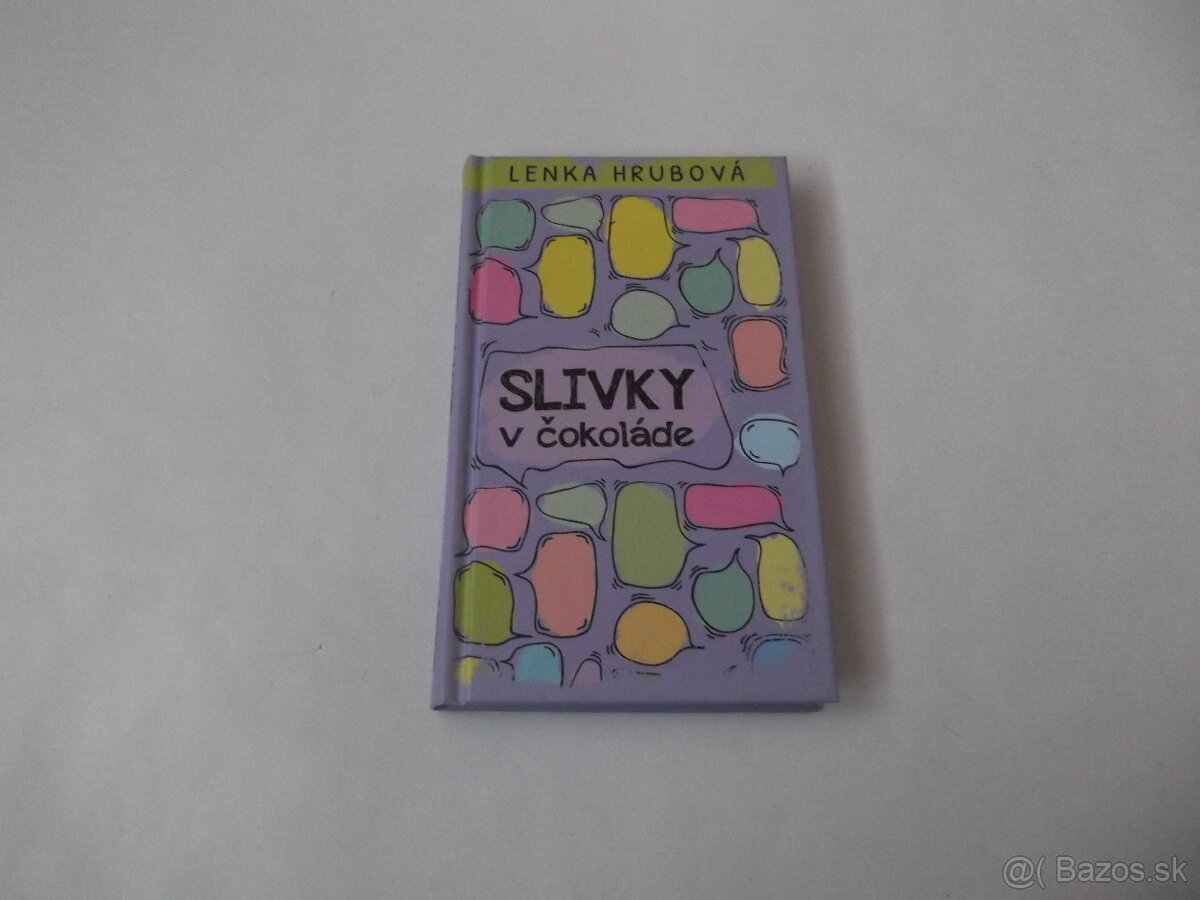 LENKA HRUBOVÁ
SLIVKY
v čokoláde
@( Bazos.sk